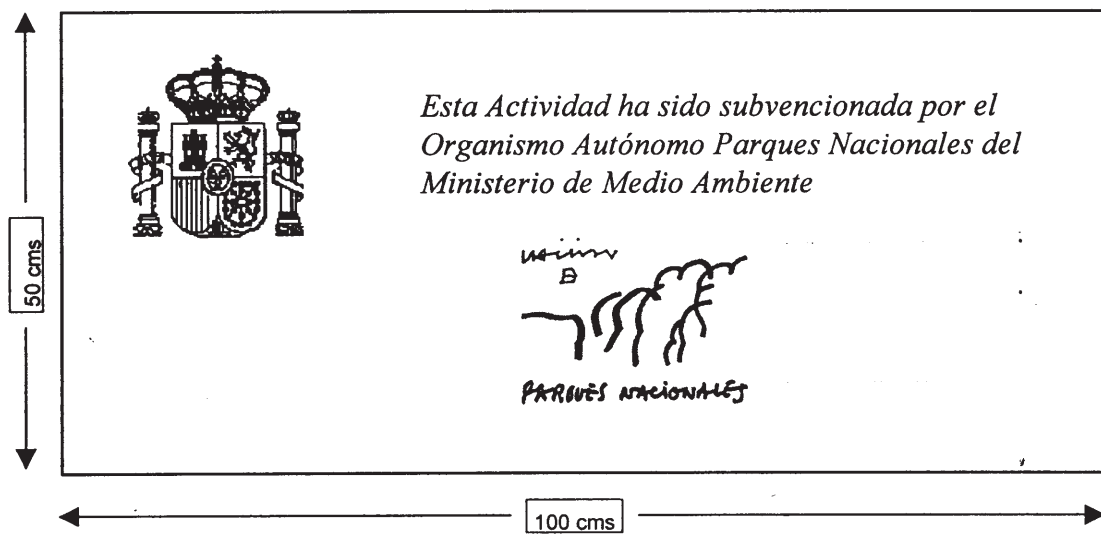 Esta Actividad ha sido subvencionada por el
Organismo Autónomo Parques Nacionales del
Ministerio de Medio Ambiente
50 cms
PARQUES NACIONALES
100 cms